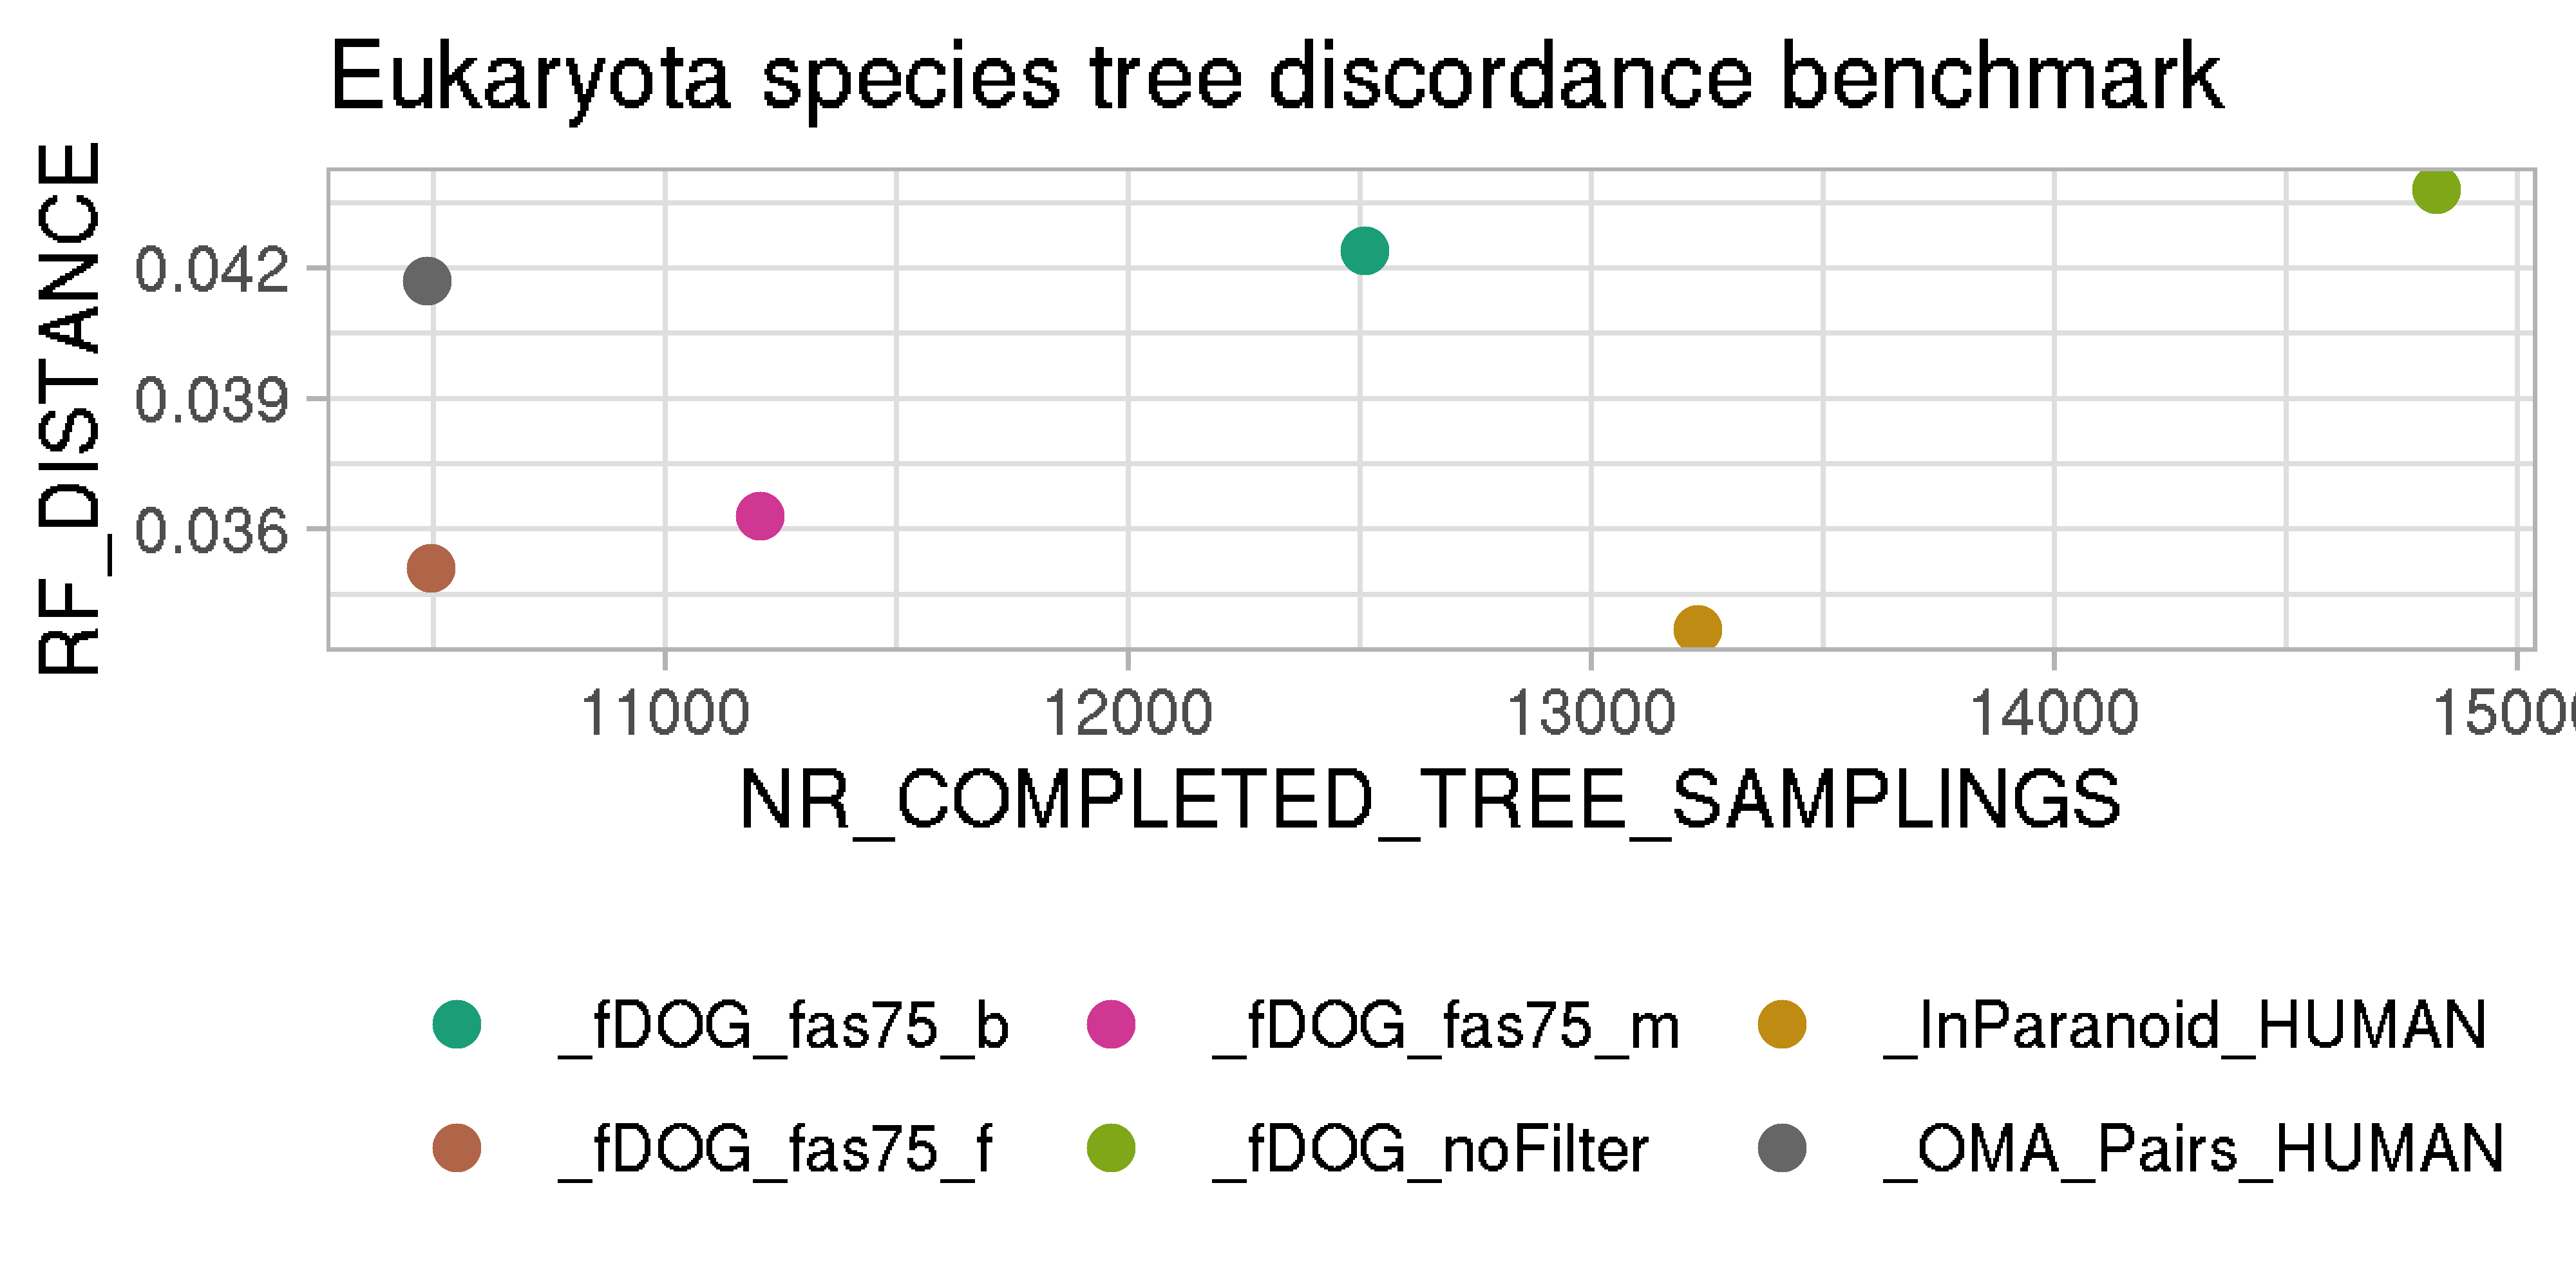 Eukaryota species tree discordance benchmark
RF_DISTANCE
0.042
0.039
0.036
11000 12000 13000 14000 1500
NR_COMPLETED_TREE_SAMPLINGS
_fDOG_fas75_b _fDOG_fas75_m _InParanoid_HUMAN
_fDOG_fas75_f _fDOG_noFilter _OMA_Pairs_HUMAN